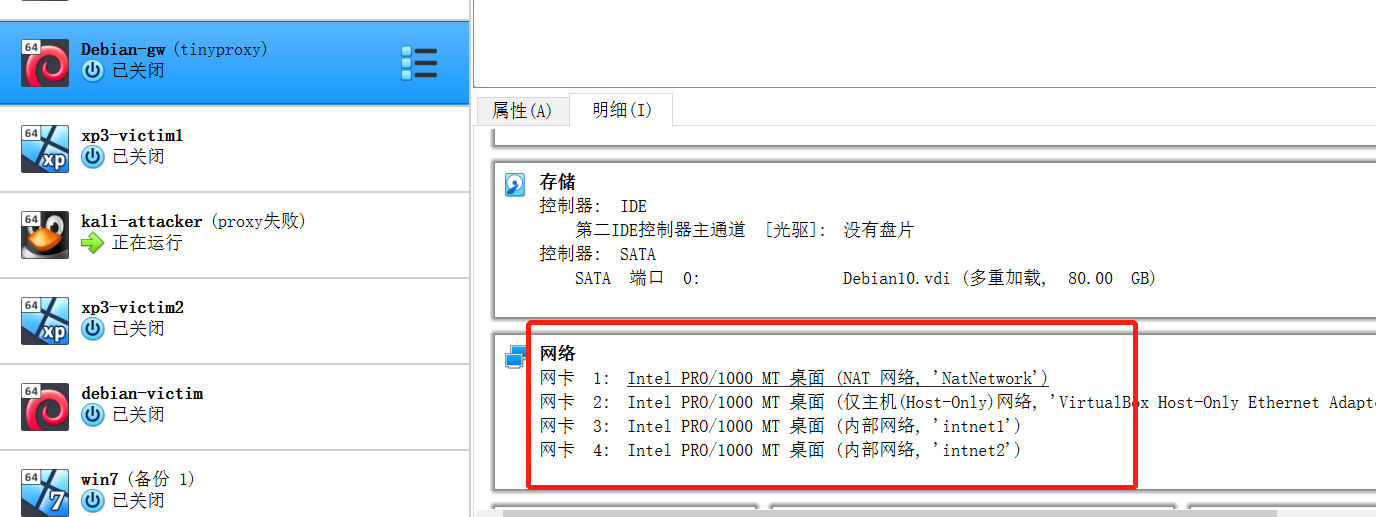 64
Debian-gw (tinyproxy)
已关闭
64
xp
xp3-victim1
已关闭
64
kali-attacker (proxy失败)
正在运行
64
xp
xp3-victim2
已关闭
64
debian-victim
已关闭
64
7
win7 (备份 1)
已关闭
属性(A)
明细(I)
存储
控制器: IDE
第二IDE控制器主通道 [光驱]: 没有盘片
控制器: SATA
SATA 端口 0: Debian10.vdi (多重加载, 80.00 GB)
网络
网卡 1: Intel PRO/1000 MT 桌面 (NAT 网络, 'NatNetwork')
网卡 2: Intel PRO/1000 MT 桌面 (仅主机(Host-Only)网络, 'VirtualBox Host-Only Ethernet Adapt
网卡 3: Intel PRO/1000 MT 桌面 (内部网络, 'intnet1')
网卡 4: Intel PRO/1000 MT 桌面 (内部网络, 'intnet2')